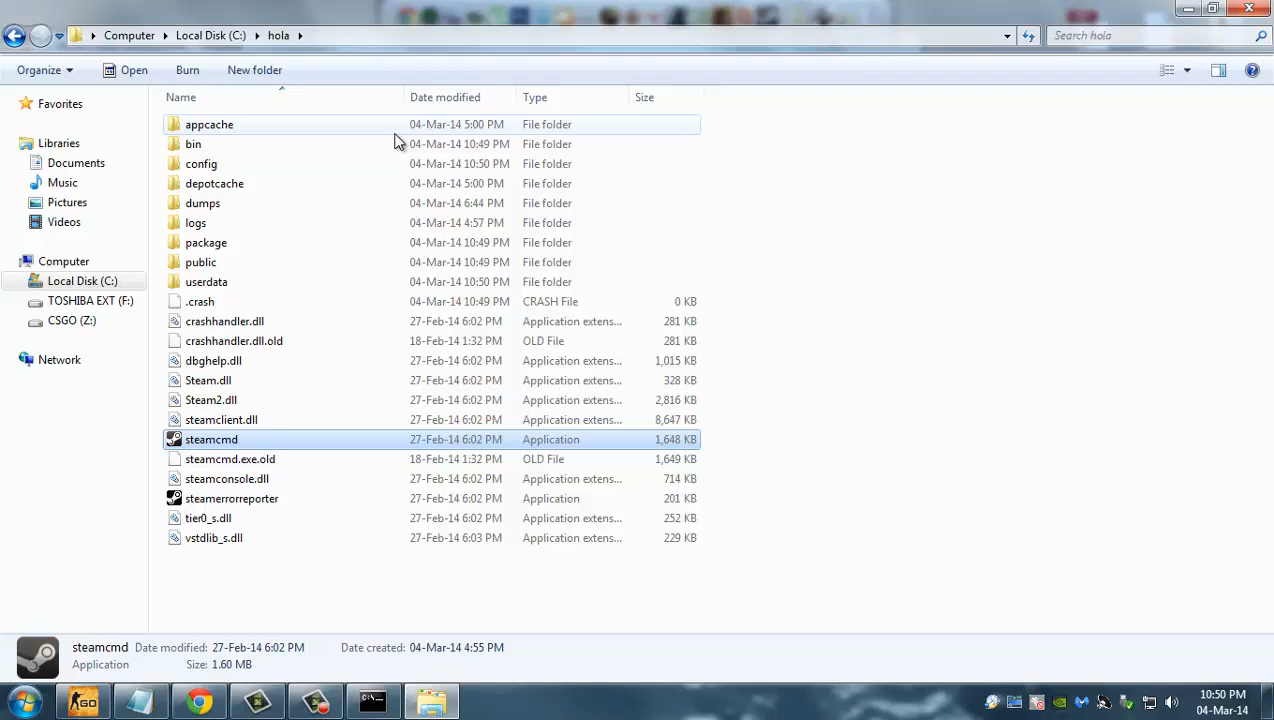 Computer Local Disk (C:) hola Search hola
Organize Open Burn New folder
Name Date modified Type Size
Favorites
Libraries
Documents
Music
Pictures
Videos
Computer
Local Disk (C:)
TOSHIBA EXT (F:)
CSGO (Z:)
Network
appcache 04-Mar-14 5:00 PM File folder
bin 04-Mar-14 10:49 PM File folder
config 04-Mar-14 10:50 PM File folder
depotcache 04-Mar-14 5:00 PM File folder
dumps 04-Mar-14 6:44 PM File folder
logs 04-Mar-14 4:57 PM File folder
package 04-Mar-14 10:49 PM File folder
public 04-Mar-14 10:49 PM File folder
userdata 04-Mar-14 10:50 PM File folder
.crash 04-Mar-14 10:49 PM CRASH File 0 KB
crashhandler.dll 27-Feb-14 6:02 PM Application extens... 281 KB
crashhandler.dll.old 18-Feb-14 1:32 PM OLD File 281 KB
dbghelp.dll 27-Feb-14 6:02 PM Application extens... 1,015 KB
Steam.dll 27-Feb-14 6:02 PM Application extens... 328 KB
Steam2.dll 27-Feb-14 6:02 PM Application extens... 2,816 KB
steamclient.dll 27-Feb-14 6:02 PM Application extens... 8,647 KB
steamcmd 27-Feb-14 6:02 PM Application 1,648 KB
steamcmd.exe.old 18-Feb-14 1:32 PM OLD File 1,649 KB
steamconsole.dll 27-Feb-14 6:02 PM Application extens... 714 KB
steamerrorreporter 27-Feb-14 6:02 PM Application 201 KB
tier0_s.dll 27-Feb-14 6:02 PM Application extens... 252 KB
vstdlib_s.dll 27-Feb-14 6:03 PM Application extens... 229 KB
steamcmd Date modified: 27-Feb-14 6:02 PM Date created: 04-Mar-14 4:55 PM
Application Size: 1.60 MB
GO
C:\
10:50 PM
04-Mar-14